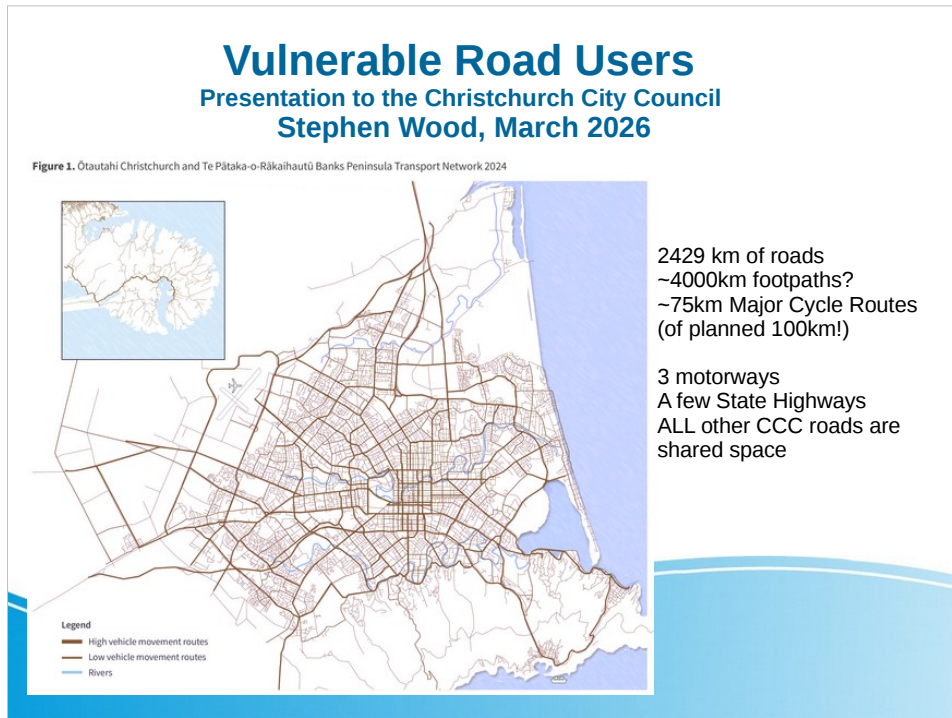 Vulnerable Road Users
Presentation to the Christchurch City Council
Stephen Wood, March 2026
Figure 1. Ōtautahi Christchurch and Te Pātaka-o-Rākaihautū Banks Peninsula Transport Network 2024
2429 km of roads
~4000km footpaths?
~75km Major Cycle Routes
(of planned 100km!)
3 motorways
A few State Highways
ALL other CCC roads are
shared space
Legend
High vehicle movement routes
Low vehicle movement routes
Rivers